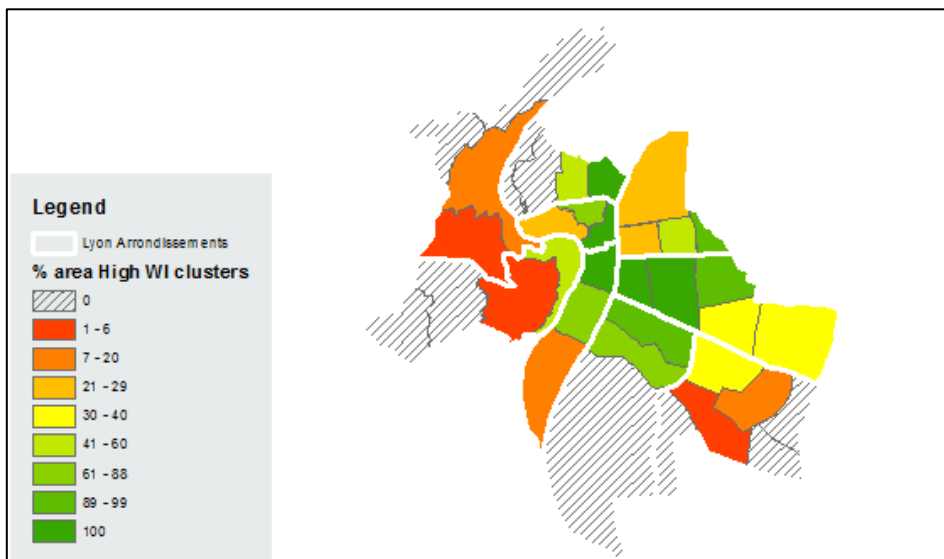 Legend
Lyon Arrondissements
% area High WI clusters
0
1 - 6
7 - 20
21 - 29
30 - 40
41 - 60
61 - 88
89 - 99
100